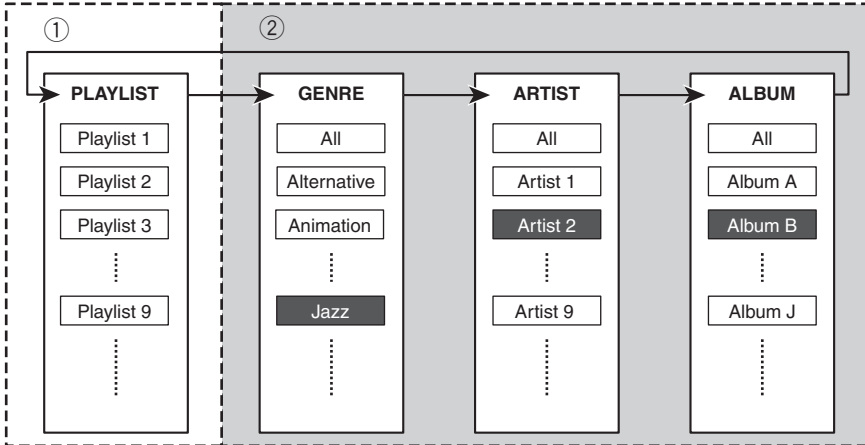 ① ②
PLAYLIST GENRE ARTIST ALBUM
Playlist 1 All All All
Playlist 2 Alternative Artist 1 Album A
Playlist 3 Animation Artist 2 Album B
Playlist 9 Jazz Artist 9 Album J